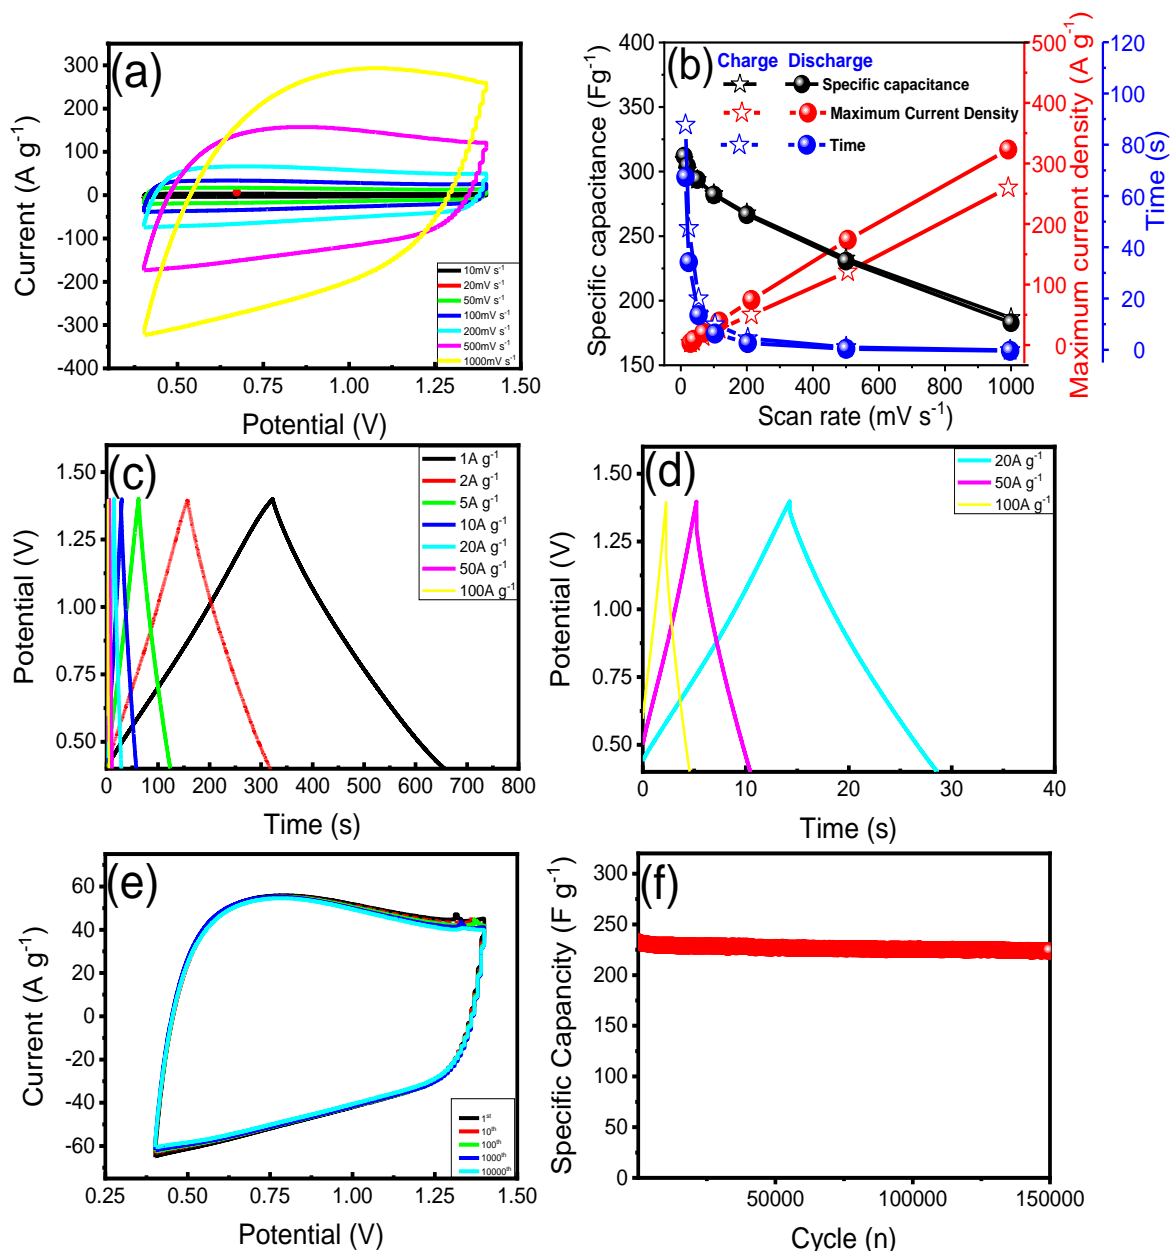 (a)
300
200
100
0
-100
-200
-300
-400
0.50 0.75 1.00 1.25 1.50
Current (A g⁻¹)
Potential (V)
10mV s⁻¹
20mV s⁻¹
50mV s⁻¹
100mV s⁻¹
200mV s⁻¹
500mV s⁻¹
1000mV s⁻¹
(b)
Charge Discharge
Specific capacitance
Maximum Current Density
Time
400
350
300
250
200
150
0 200 400 600 800 1000
Specific capacitance (Fg⁻¹)
Scan rate (mV s⁻¹)
500
400
300
200
100
0
Maximum current density (A g⁻¹)
120
100
80
60
40
20
0
Time (s)
(c)
1.50
1.25
1.00
0.75
0.50
0 100 200 300 400 500 600 700 800
Potential (V)
Time (s)
1A g⁻¹
2A g⁻¹
5A g⁻¹
10A g⁻¹
20A g⁻¹
50A g⁻¹
100A g⁻¹
(d)
1.50
1.25
1.00
0.75
0.50
0 10 20 30 40
Potential (V)
Time (s)
20A g⁻¹
50A g⁻¹
100A g⁻¹
(e)
60
40
20
0
-20
-40
-60
0.25 0.50 0.75 1.00 1.25 1.50
Current (A g⁻¹)
Potential (V)
1ˢᵗ
10ᵗʰ
100ᵗʰ
1000ᵗʰ
10000ᵗʰ
(f)
300
250
200
150
100
50
0
50000 100000 150000
Specific Capancity (F g⁻¹)
Cycle (n)